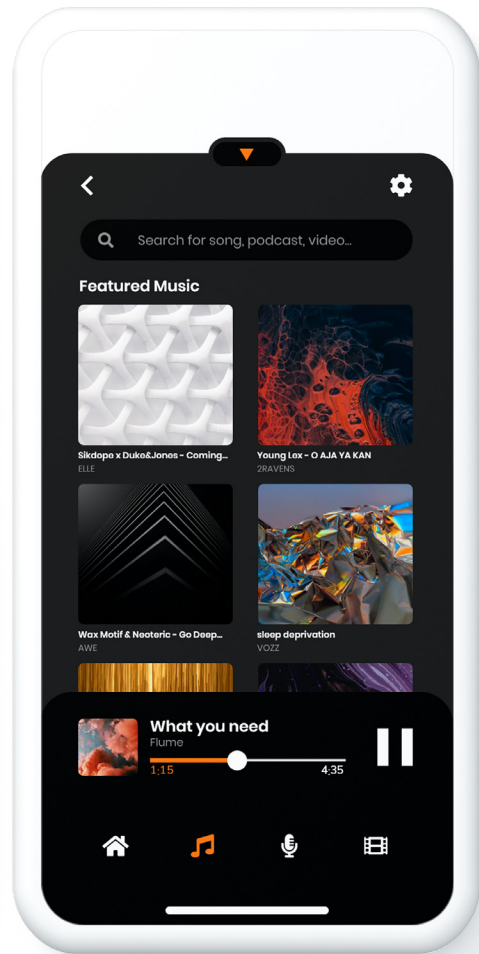 Search for song, podcast, video...
Featured Music
Sikdope x Duke&Jones - Coming...
ELLE
Young Lex - O AJA YA KAN
2RAVENS
Wax Motif & Neoteric - Go Deep...
AWE
sleep deprivation
VOZZ
What you need
Flume
1:15
4:35